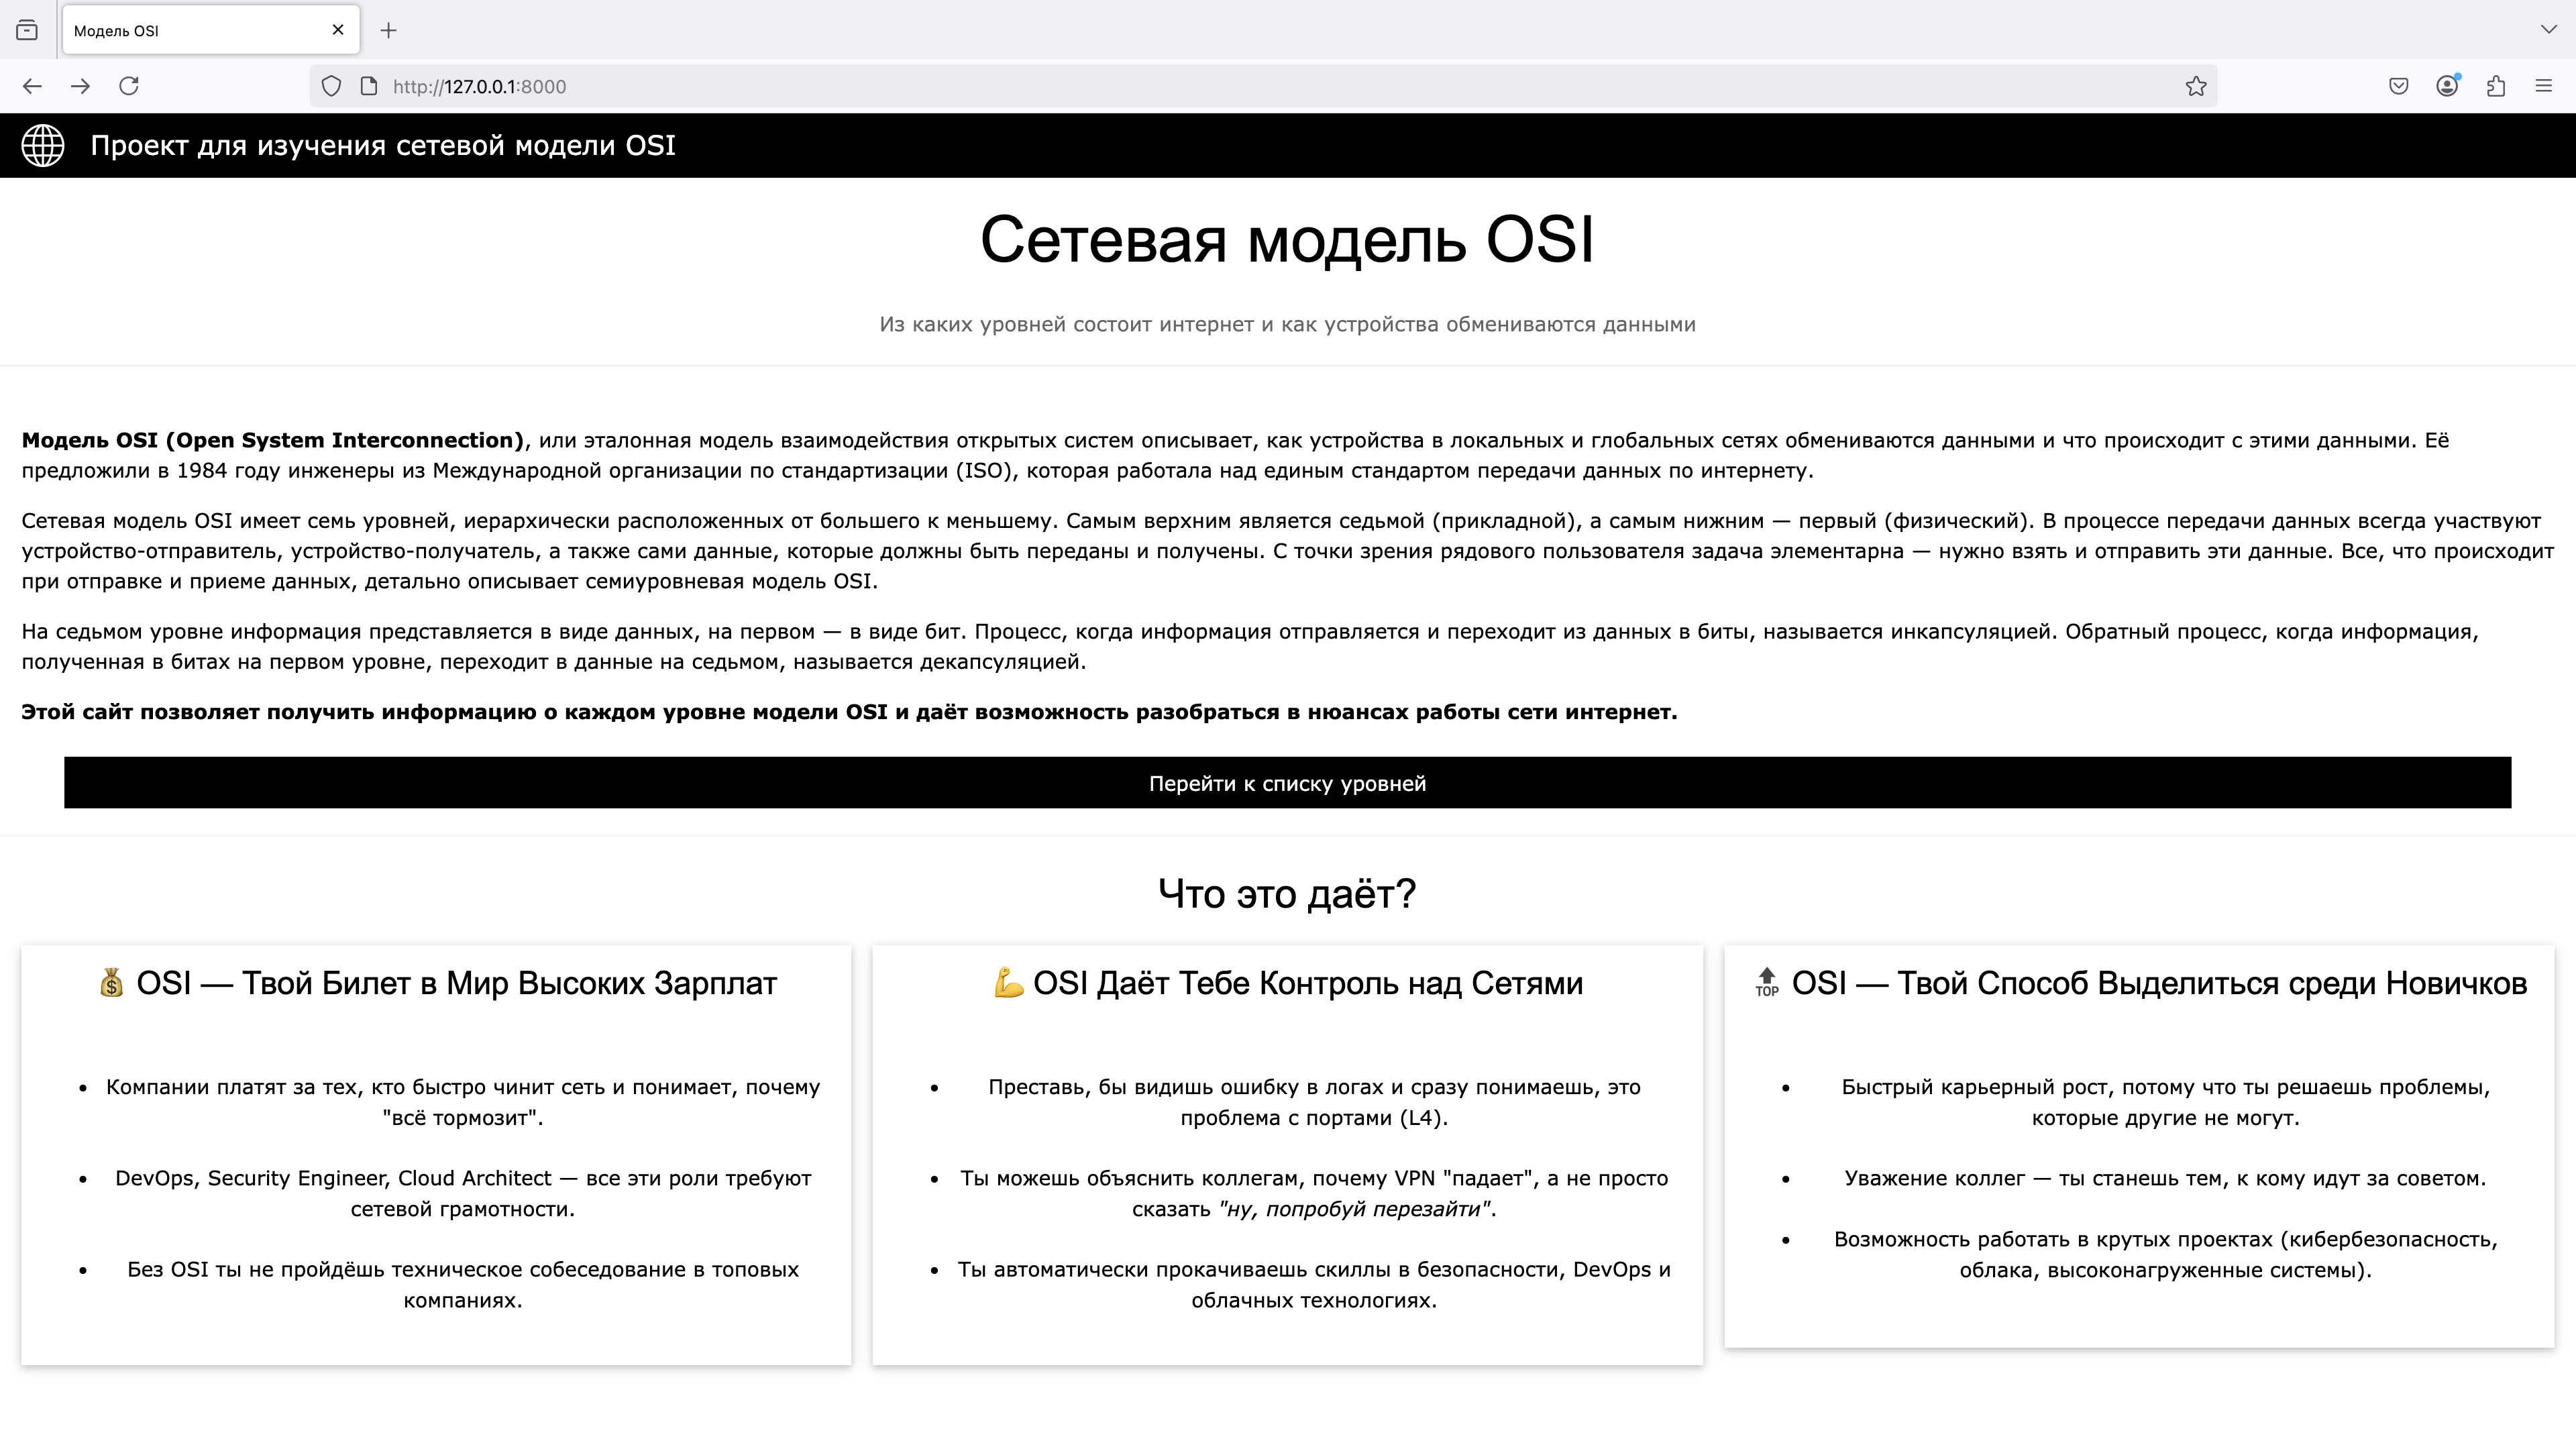 Модель OSI
http://127.0.0.1:8000
Проект для изучения сетевой модели OSI
Сетевая модель OSI
Из каких уровней состоит интернет и как устройства обмениваются данными
Модель OSI (Open System Interconnection), или эталонная модель взаимодействия открытых систем описывает, как устройства в локальных и глобальных сетях обмениваются данными и что происходит с этими данными. Её
предложили в 1984 году инженеры из Международной организации по стандартизации (ISO), которая работала над единым стандартом передачи данных по интернету.
Сетевая модель OSI имеет семь уровней, иерархически расположенных от большего к меньшему. Самым верхним является седьмой (прикладной), а самым нижним — первый (физический). В процессе передачи данных всегда участвуют
устройство-отправитель, устройство-получатель, а также сами данные, которые должны быть переданы и получены. С точки зрения рядового пользователя задача элементарна — нужно взять и отправить эти данные. Все, что происходит
при отправке и приеме данных, детально описывает семиуровневая модель OSI.
На седьмом уровне информация представляется в виде данных, на первом — в виде бит. Процесс, когда информация отправляется и переходит из данных в биты, называется инкапсуляцией. Обратный процесс, когда информация,
полученная в битах на первом уровне, переходит в данные на седьмом, называется декапсуляцией.
Этой сайт позволяет получить информацию о каждом уровне модели OSI и даёт возможность разобраться в нюансах работы сети интернет.
Перейти к списку уровней
Что это даёт?
💰 OSI — Твой Билет в Мир Высоких Зарплат
• Компании платят за тех, кто быстро чинит сеть и понимает, почему
"всё тормозит".
• DevOps, Security Engineer, Cloud Architect — все эти роли требуют
сетевой грамотности.
• Без OSI ты не пройдёшь техническое собеседование в топовых
компаниях.
💪 OSI Даёт Тебе Контроль над Сетями
• Преставь, бы видишь ошибку в логах и сразу понимаешь, это
проблема с портами (L4).
• Ты можешь объяснить коллегам, почему VPN "падает", а не просто
сказать "ну, попробуй перезайти".
• Ты автоматически прокачиваешь скиллы в безопасности, DevOps и
облачных технологиях.
🔝 OSI — Твой Способ Выделиться среди Новичков
• Быстрый карьерный рост, потому что ты решаешь проблемы,
которые другие не могут.
• Уважение коллег — ты станешь тем, к кому идут за советом.
• Возможность работать в крутых проектах (кибербезопасность,
облака, высоконагруженные системы).